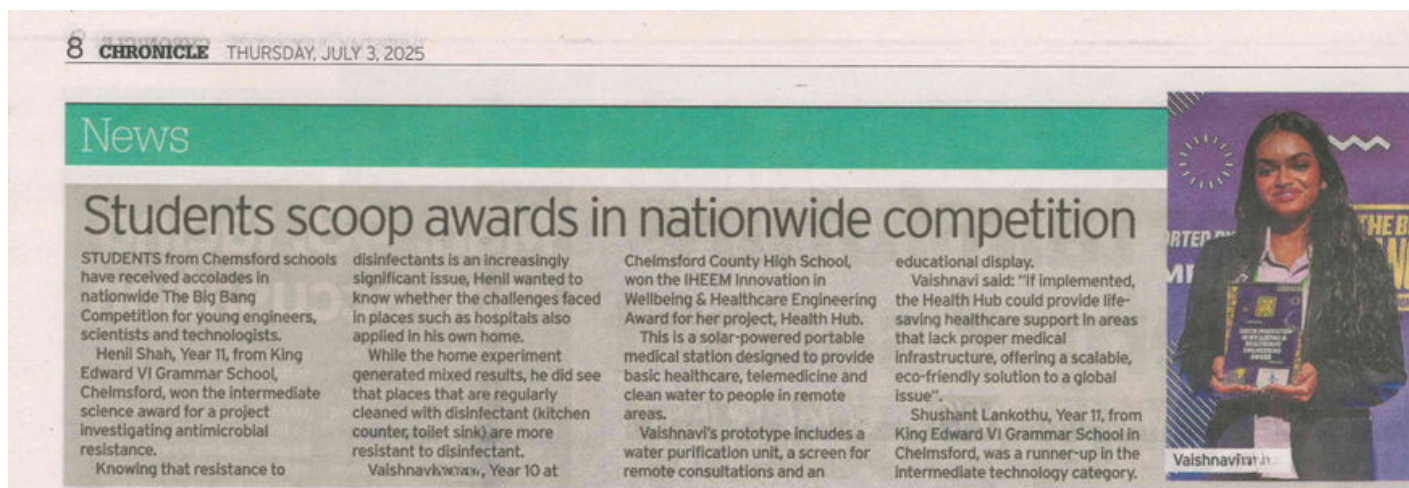 8 CHRONICLE THURSDAY, JULY 3, 2025
News
Students scoop awards in nationwide competition
STUDENTS from Chemsford schools
have received accolades in
nationwide The Big Bang
Competition for young engineers,
scientists and technologists.
Henil Shah, Year 11, from King
Edward VI Grammar School,
Chelmsford, won the intermediate
science award for a project
investigating antimicrobial
resistance.
Knowing that resistance to
disinfectants is an increasingly
significant issue, Henil wanted to
know whether the challenges faced
in places such as hospitals also
applied in his own home.
While the home experiment
generated mixed results, he did see
that places that are regularly
cleaned with disinfectant (kitchen
counter, toilet sink) are more
resistant to disinfectant.
Vaishnavi, Year 10 at
Chelmsford County High School,
won the IHEEM Innovation in
Wellbeing & Healthcare Engineering
Award for her project, Health Hub.
This is a solar-powered portable
medical station designed to provide
basic healthcare, telemedicine and
clean water to people in remote
areas.
Vaishnavi's prototype includes a
water purification unit, a screen for
remote consultations and an
educational display.
Vaishnavi said: "If implemented,
the Health Hub could provide life-
saving healthcare support in areas
that lack proper medical
infrastructure, offering a scalable,
eco-friendly solution to a global
issue".
Shushant Lankothu, Year 11, from
King Edward VI Grammar School in
Chelmsford, was a runner-up in the
intermediate technology category.
THE B
INNOVATION
IN WELLBEING &
HEALTHCARE
ENGINEERING
AWARD
Vaishnavi